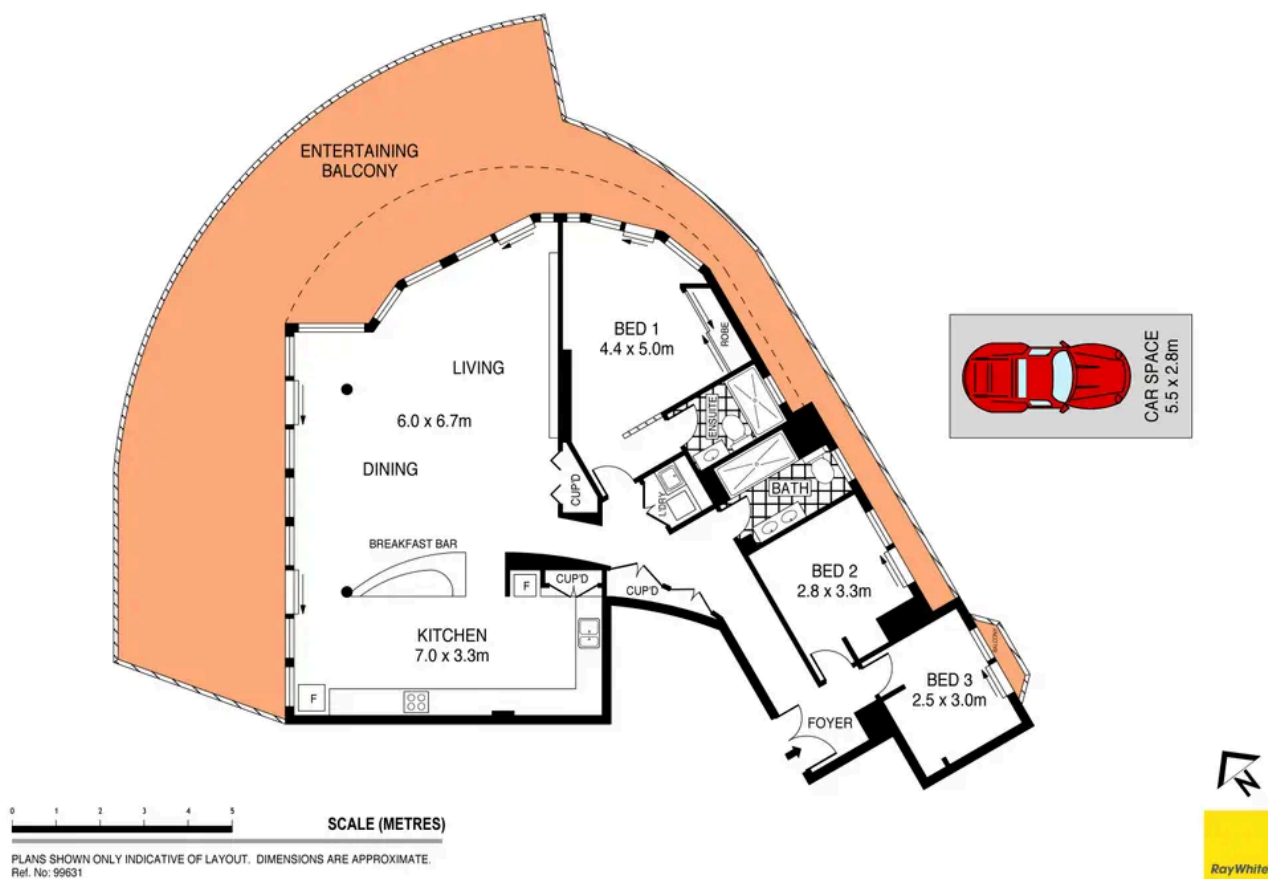 ENTERTAINING
BALCONY
BED 1
4.4 x 5.0m
ROBE
LIVING
6.0 x 6.7m
DINING
ENSUITE
CUP'D
L'DRY
BATH
BREAKFAST BAR
F
CUP'D
CUP'D
BED 2
2.8 x 3.3m
KITCHEN
7.0 x 3.3m
F
BALCONY
BED 3
2.5 x 3.0m
FOYER
CAR SPACE
5.5 x 2.8m
N
0 1 2 3 4 5
SCALE (METRES)
PLANS SHOWN ONLY INDICATIVE OF LAYOUT. DIMENSIONS ARE APPROXIMATE.
Ref. No: 99631
RayWhite